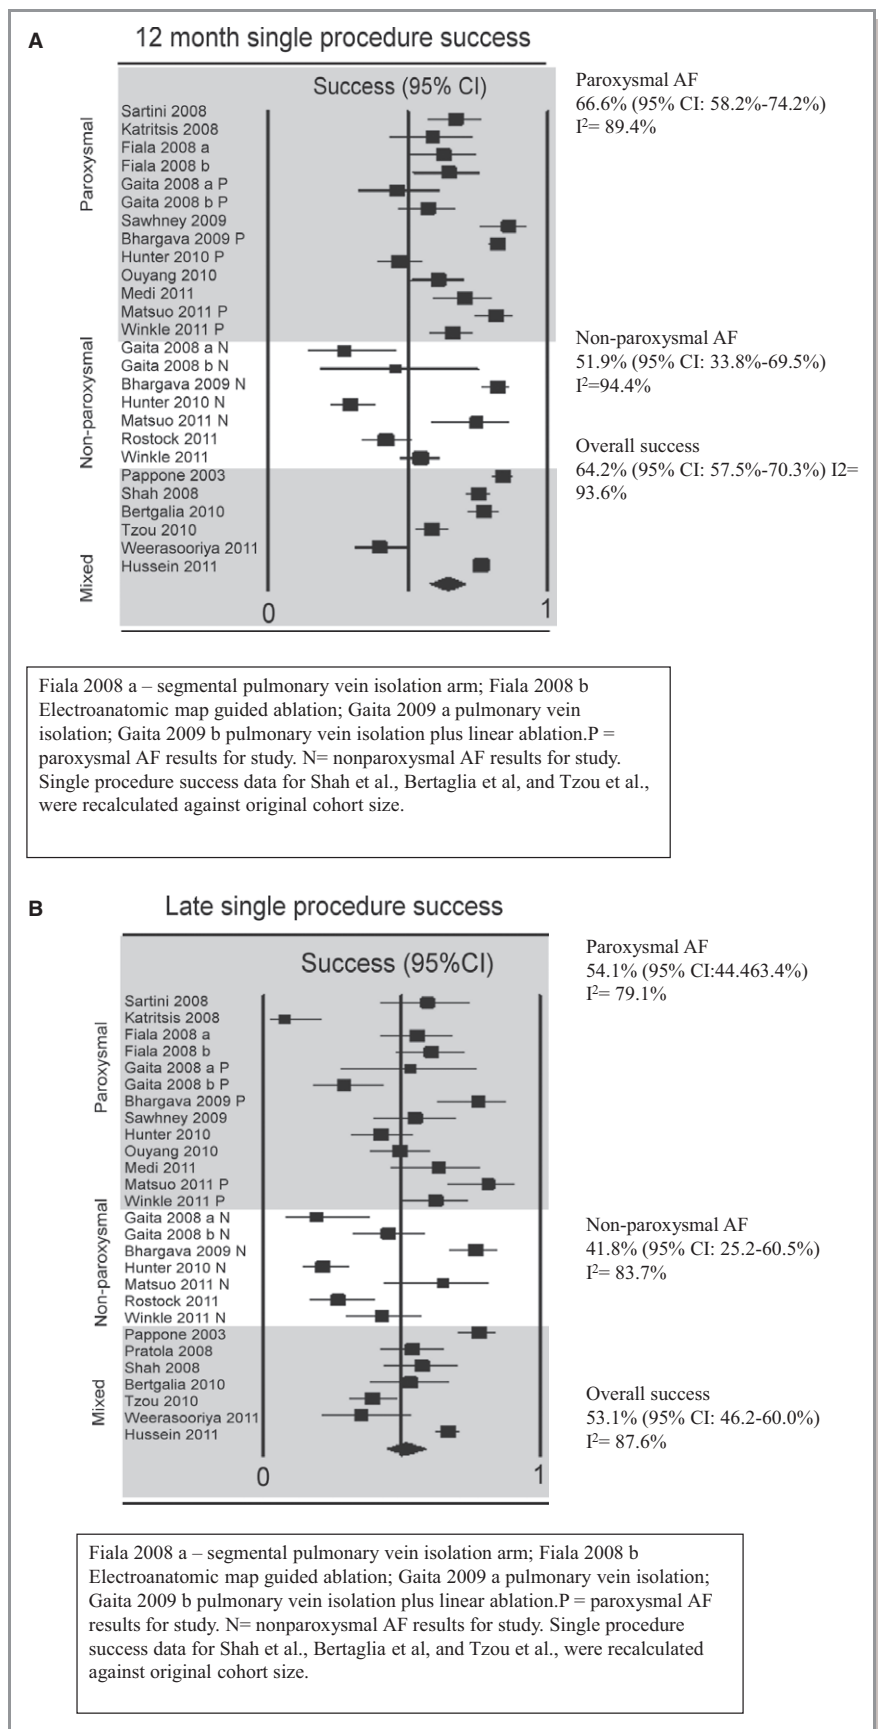 A
12 month single procedure success
Success (95% CI)
Paroxysmal
Sartini 2008
Katritsis 2008
Fiala 2008 a
Fiala 2008 b
Gaita 2008 a P
Gaita 2008 b P
Sawhney 2009
Bhargava 2009 P
Hunter 2010 P
Ouyang 2010
Medi 2011
Matsuo 2011 P
Winkle 2011 P
Non-paroxysmal
Gaita 2008 a N
Gaita 2008 b N
Bhargava 2009 N
Hunter 2010 N
Matsuo 2011 N
Rostock 2011
Winkle 2011
Mixed
Pappone 2003
Shah 2008
Bertgalia 2010
Tzou 2010
Weerasooriya 2011
Hussein 2011
0
1
Paroxysmal AF
66.6% (95% CI: 58.2%-74.2%)
I²= 89.4%
Non-paroxysmal AF
51.9% (95% CI: 33.8%-69.5%)
I²=94.4%
Overall success
64.2% (95% CI: 57.5%-70.3%) I2=
93.6%
Fiala 2008 a – segmental pulmonary vein isolation arm; Fiala 2008 b
Electroanatomic map guided ablation; Gaita 2009 a pulmonary vein
isolation; Gaita 2009 b pulmonary vein isolation plus linear ablation.P =
paroxysmal AF results for study. N= nonparoxysmal AF results for study.
Single procedure success data for Shah et al., Bertaglia et al, and Tzou et al.,
were recalculated against original cohort size.
B
Late single procedure success
Success (95%CI)
Paroxysmal
Sartini 2008
Katritsis 2008
Fiala 2008 a
Fiala 2008 b
Gaita 2008 a P
Gaita 2008 b P
Bhargava 2009 P
Sawhney 2009
Hunter 2010
Ouyang 2010
Medi 2011
Matsuo 2011 P
Winkle 2011 P
Non-paroxysmal
Gaita 2008 a N
Gaita 2008 b N
Bhargava 2009 N
Hunter 2010 N
Matsuo 2011 N
Rostock 2011
Winkle 2011 N
Mixed
Pappone 2003
Pratola 2008
Shah 2008
Bertgalia 2010
Tzou 2010
Weerasooriya 2011
Hussein 2011
0
1
Paroxysmal AF
54.1% (95% CI:44.463.4%)
I²= 79.1%
Non-paroxysmal AF
41.8% (95% CI: 25.2-60.5%)
I²= 83.7%
Overall success
53.1% (95% CI: 46.2-60.0%)
I²= 87.6%
Fiala 2008 a – segmental pulmonary vein isolation arm; Fiala 2008 b
Electroanatomic map guided ablation; Gaita 2009 a pulmonary vein isolation;
Gaita 2009 b pulmonary vein isolation plus linear ablation.P = paroxysmal AF
results for study. N= nonparoxysmal AF results for study. Single procedure
success data for Shah et al., Bertaglia et al, and Tzou et al., were recalculated
against original cohort size.